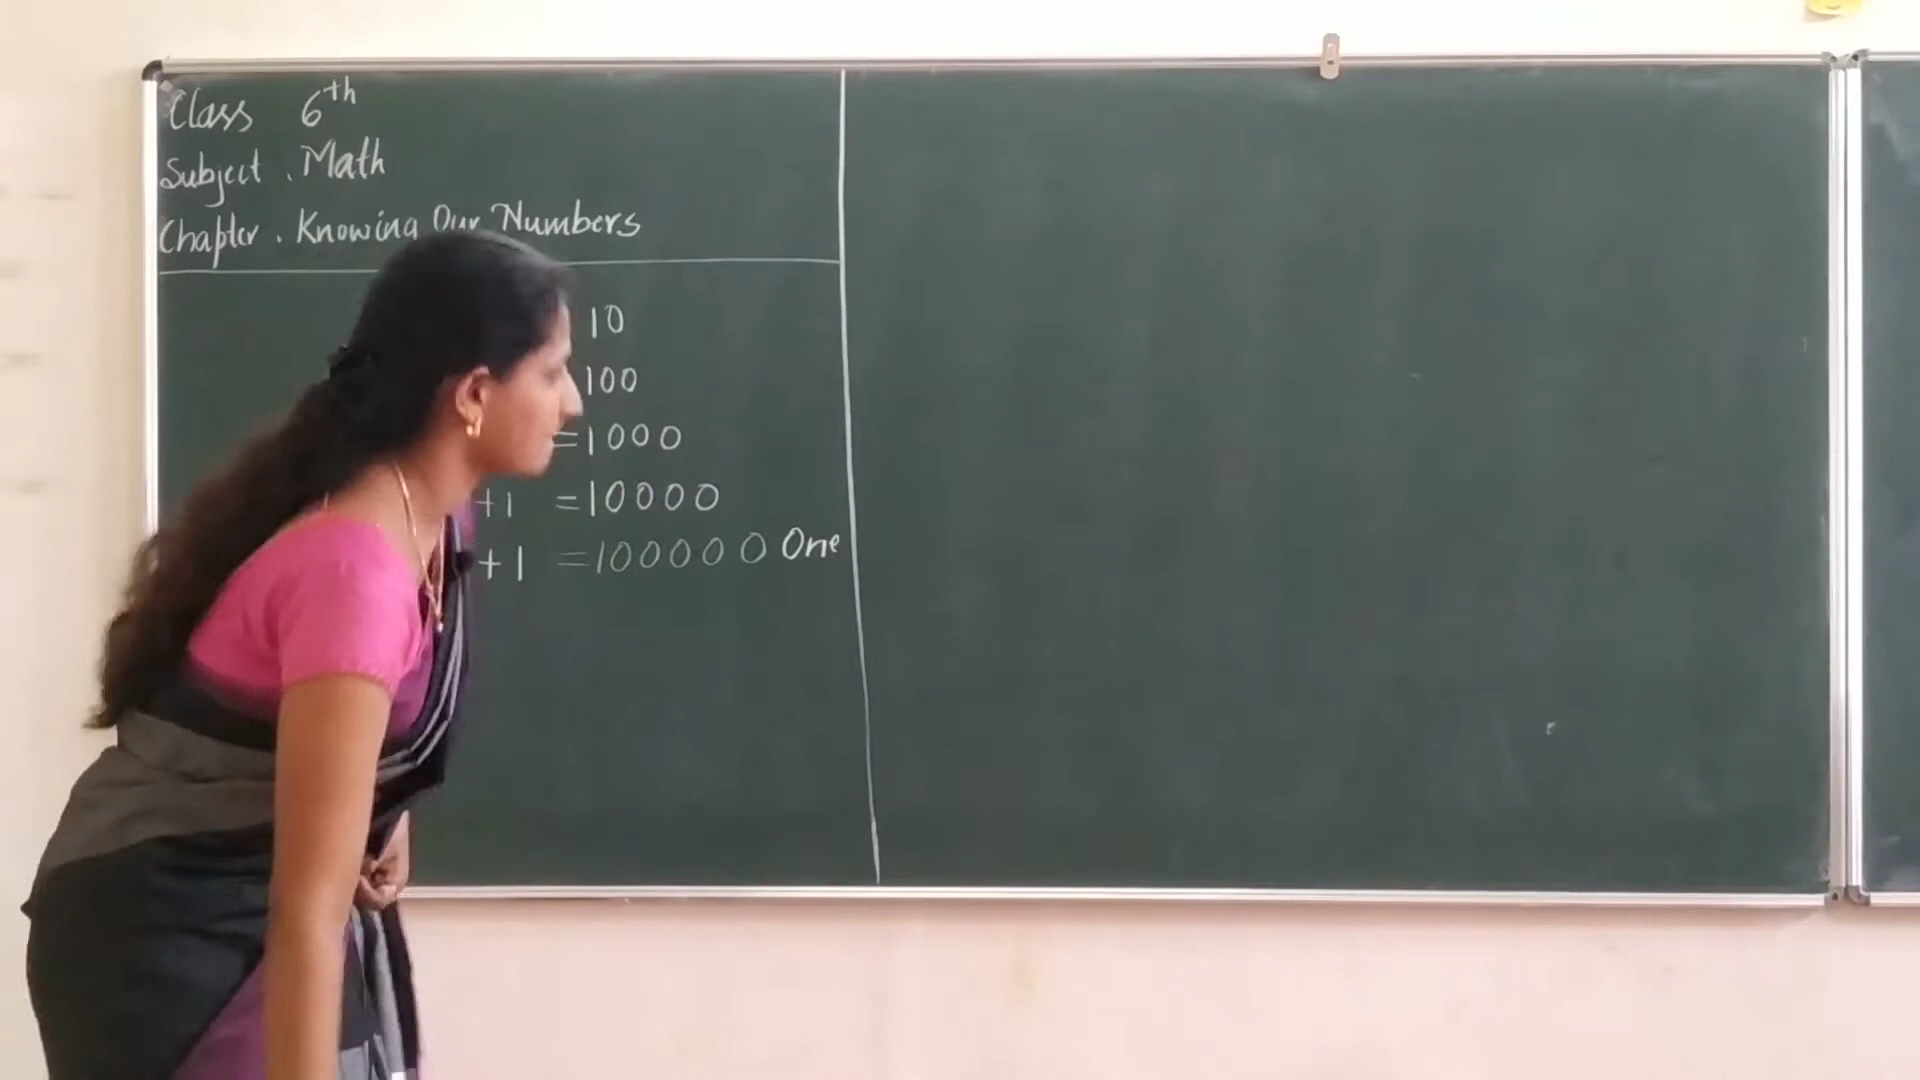 Class 6th
Subject . Math
Chapter . Knowing Our Numbers
10
100
=1000
+1 =10000
+1 =100000 One